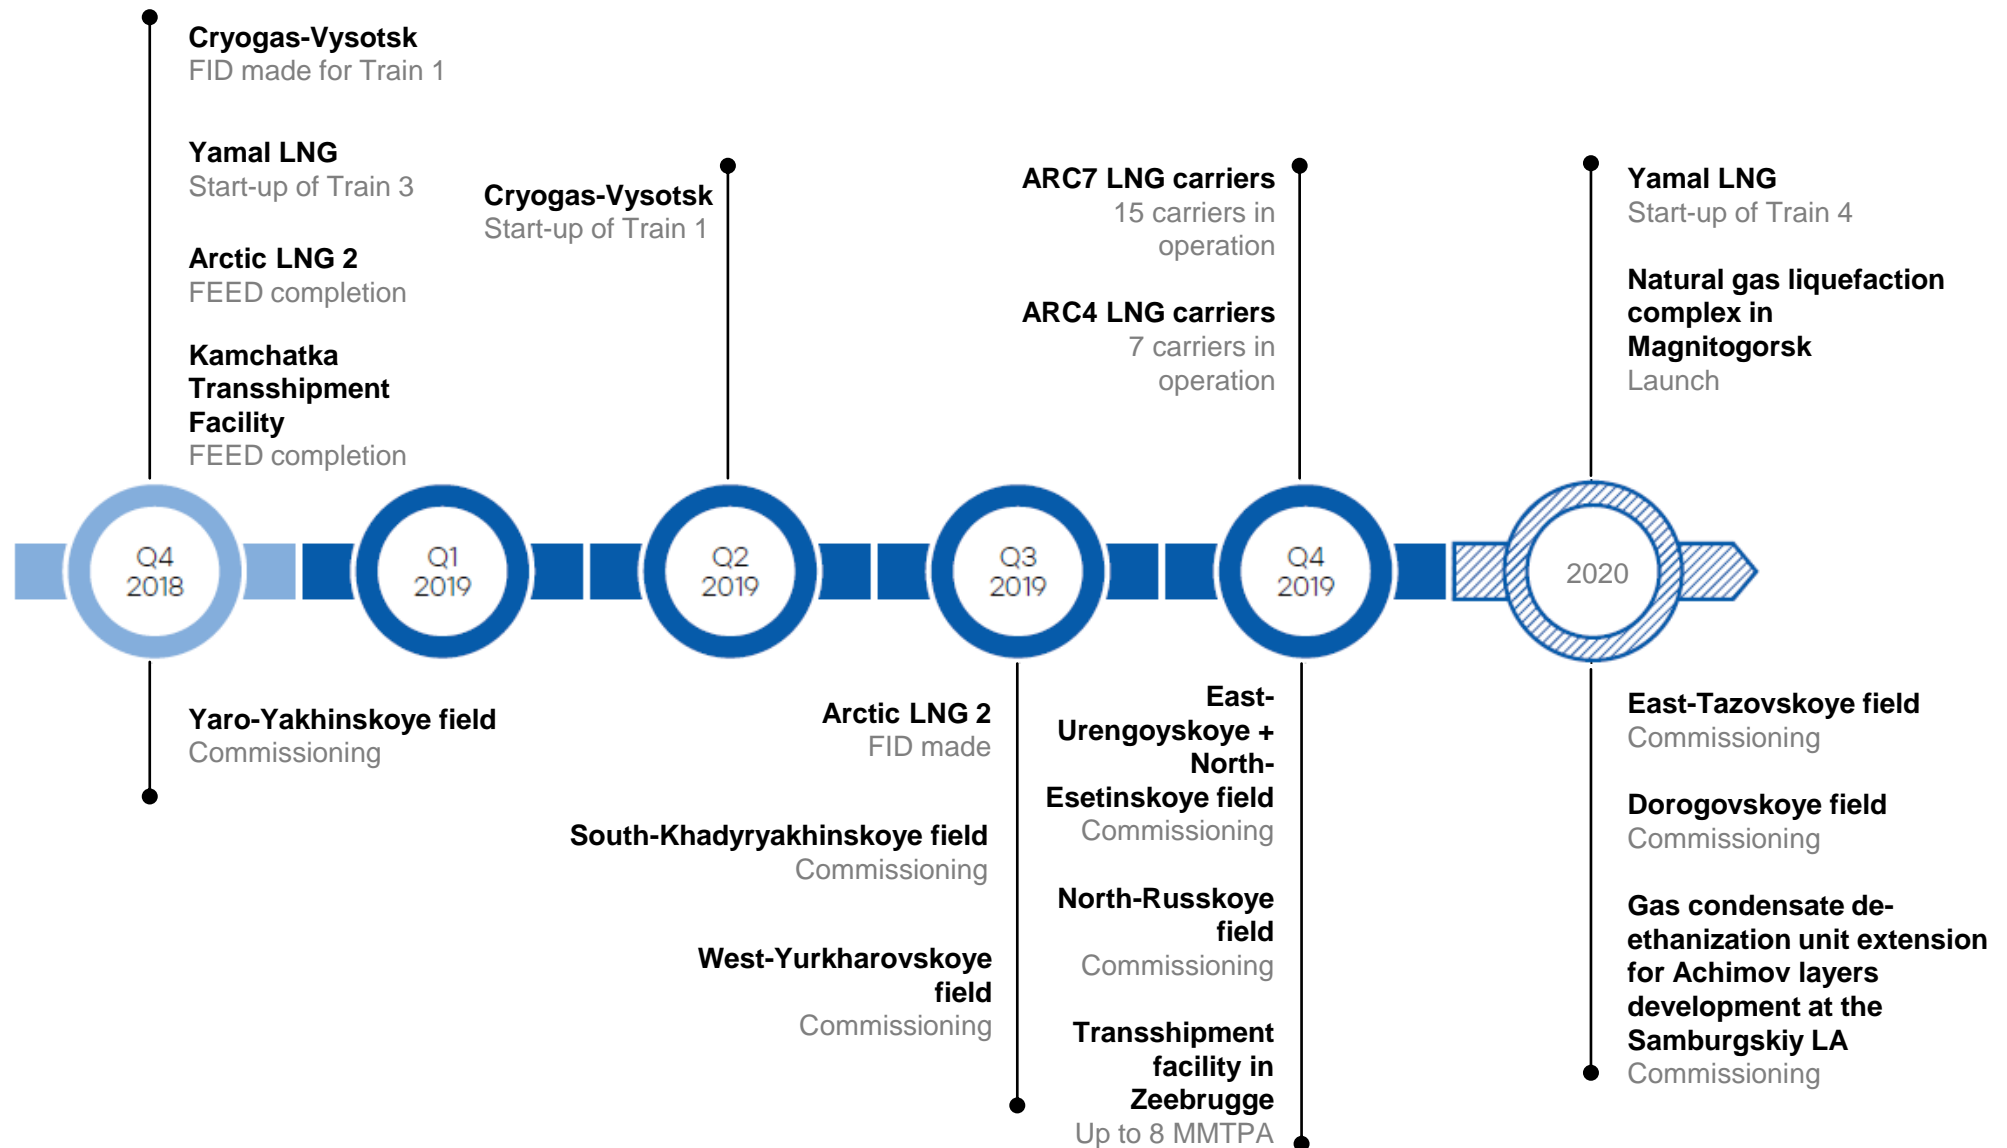 Cryogas-Vysotsk
FID made for Train 1
Yamal LNG
Start-up of Train 3
Arctic LNG 2
FEED completion
Kamchatka
Transshipment
Facility
FEED completion
Cryogas-Vysotsk
Start-up of Train 1
ARC7 LNG carriers
15 carriers in
operation
ARC4 LNG carriers
7 carriers in
operation
Yamal LNG
Start-up of Train 4
Natural gas liquefaction
complex in
Magnitogorsk
Launch
Q4
2018
Q1
2019
Q2
2019
Q3
2019
Q4
2019
2020
Yaro-Yakhinskoye field
Commissioning
Arctic LNG 2
FID made
South-Khadyryakhinskoye field
Commissioning
West-Yurkharovskoye
field
Commissioning
East-
Urengoyskoye +
North-
Esetinskoye field
Commissioning
North-Russkoye
field
Commissioning
Transshipment
facility in
Zeebrugge
Up to 8 MMTPA
East-Tazovskoye field
Commissioning
Dorogovskoye field
Commissioning
Gas condensate de-
ethanization unit extension
for Achimov layers
development at the
Samburgskiy LA
Commissioning